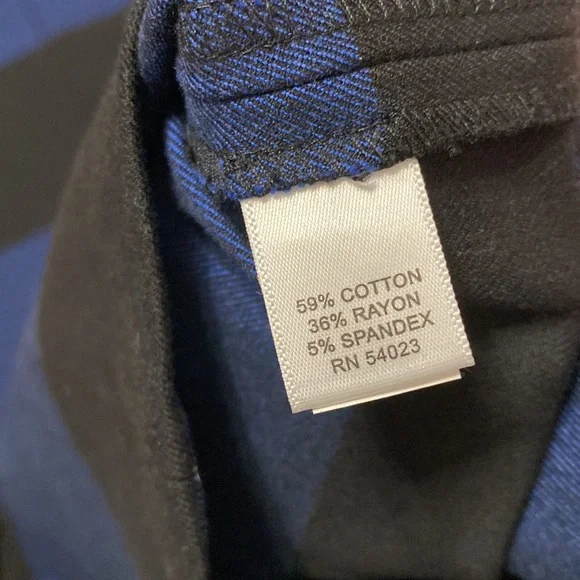 59% COTTON
36% RAYON
5% SPANDEX
RN 54023